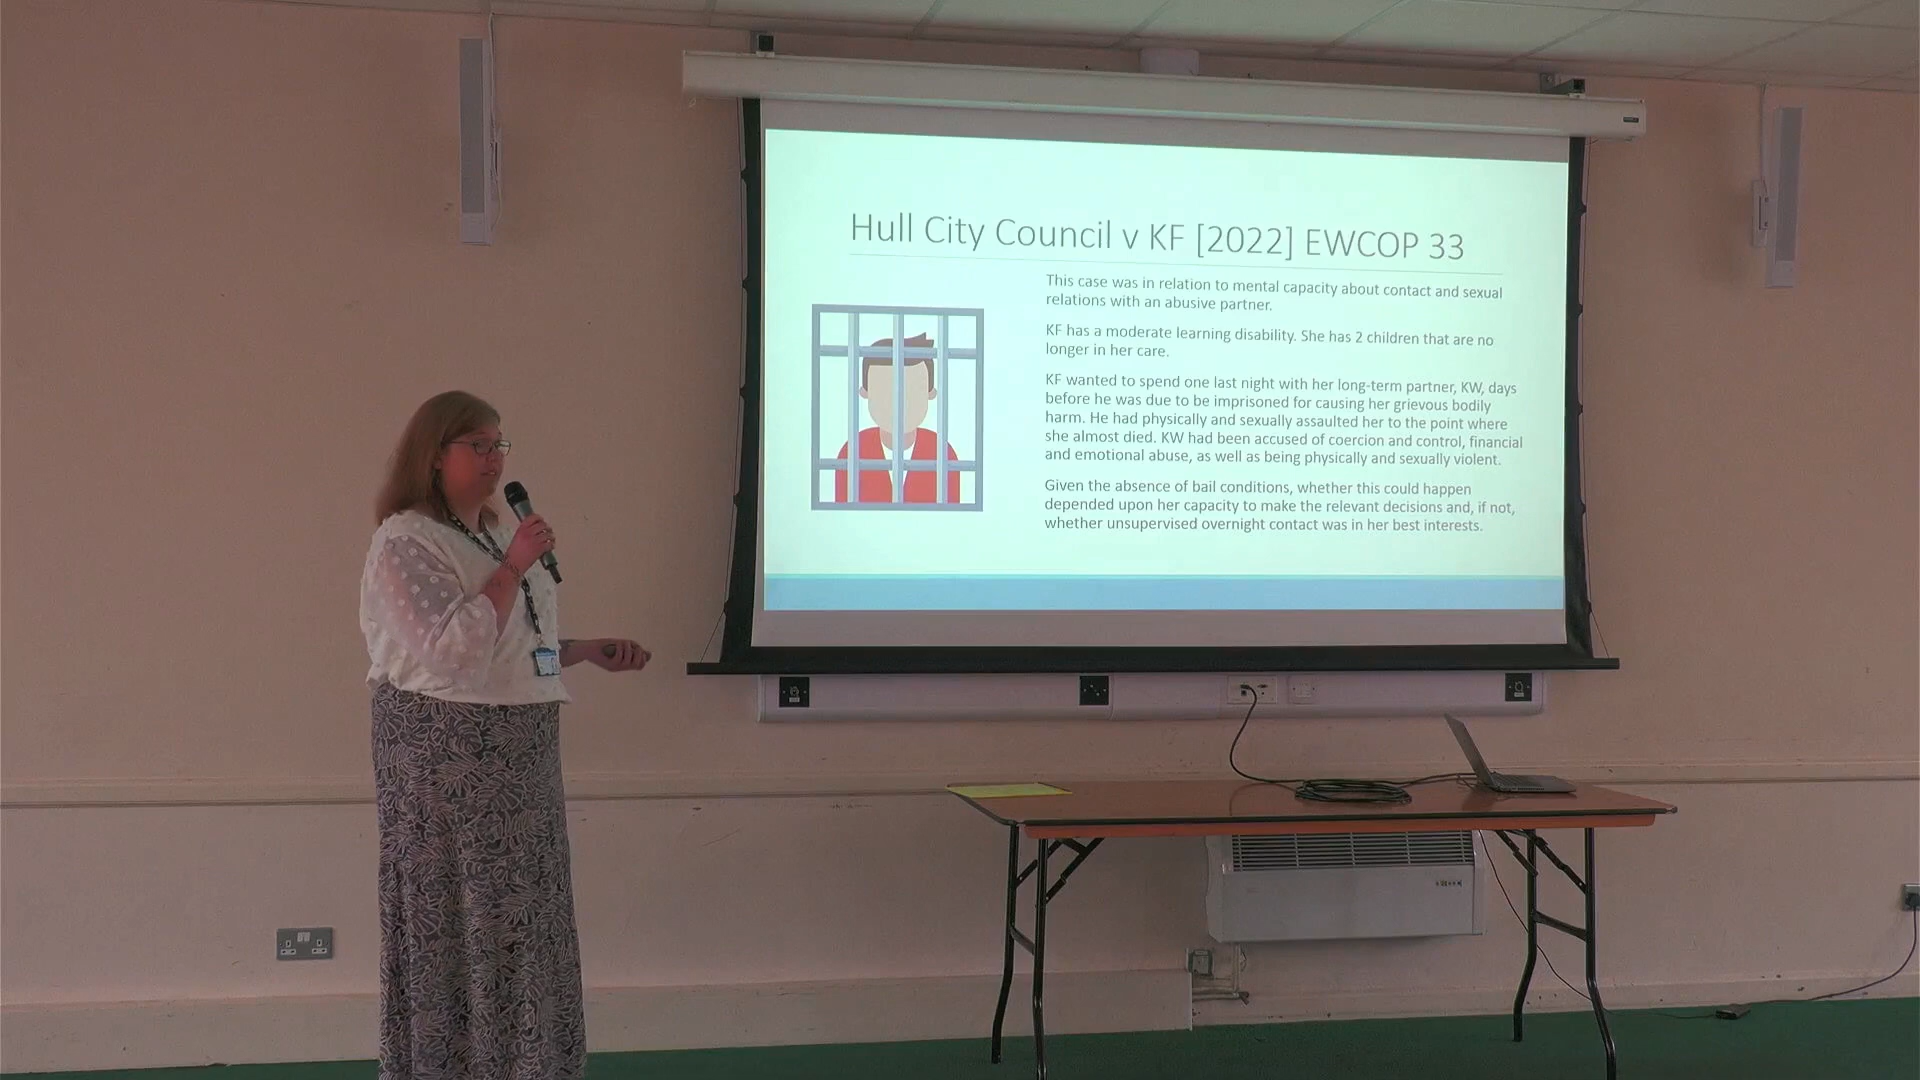 Hull City Council v KF [2022] EWCOP 33
This case was in relation to mental capacity about contact and sexual
relations with an abusive partner.
KF has a moderate learning disability. She has 2 children that are no
longer in her care.
KF wanted to spend one last night with her long-term partner, KW, days
before he was due to be imprisoned for causing her grievous bodily
harm. He had physically and sexually assaulted her to the point where
she almost died. KW had been accused of coercion and control, financial
and emotional abuse, as well as being physically and sexually violent.
Given the absence of bail conditions, whether this could happen
depended upon her capacity to make the relevant decisions and, if not,
whether unsupervised overnight contact was in her best interests.